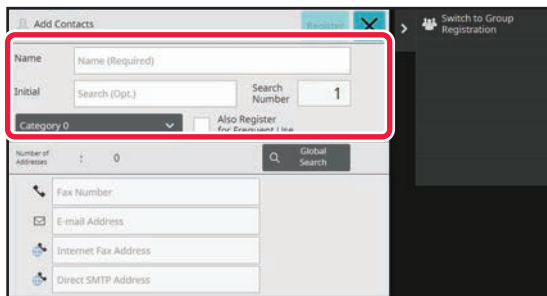 Add Contacts
Register
Switch to Group
Registration
Name
Name (Required)
Initial
Search (Opt.)
Search
Number
1
Category 0
Also Register
for Frequent Use
Number of
Addresses
:
0
Global
Search
Fax Number
E-mail Address
Internet Fax Address
Direct SMTP Address